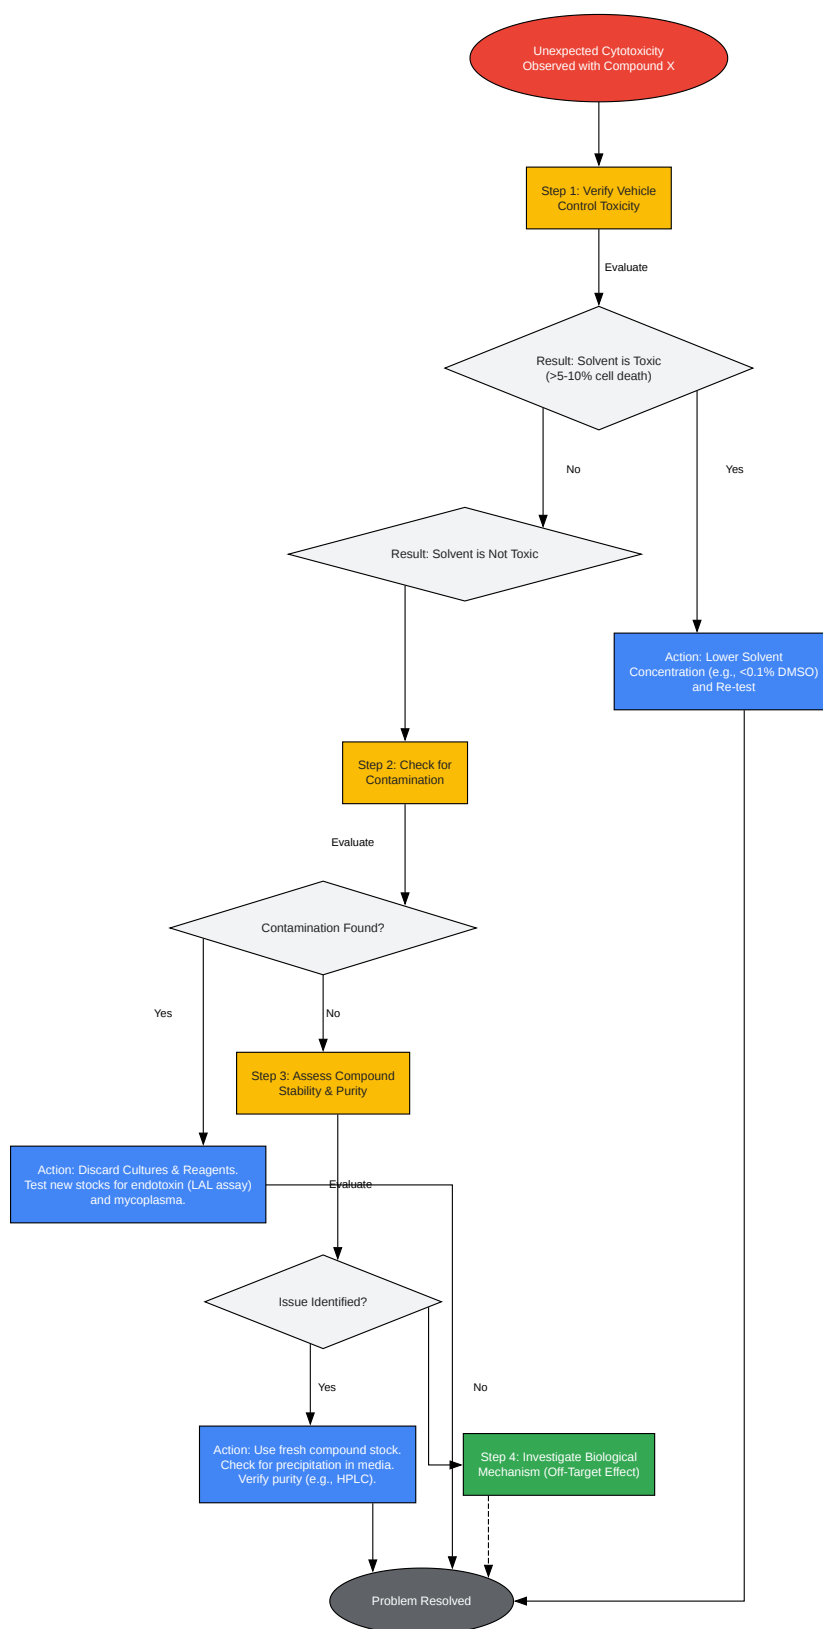 Unexpected Cytotoxicity
Observed with Compound X
Step 1: Verify Vehicle
Control Toxicity
Evaluate
Result: Solvent is Toxic
(>5-10% cell death)
No
Yes
Result: Solvent is Not Toxic
Action: Lower Solvent
Concentration (e.g., <0.1% DMSO)
and Re-test
Step 2: Check for
Contamination
Evaluate
Contamination Found?
Yes
No
Step 3: Assess Compound
Stability & Purity
Action: Discard Cultures & Reagents.
Test new stocks for endotoxin (LAL assay)
and mycoplasma.
Evaluate
Issue Identified?
Yes
No
Action: Use fresh compound stock.
Check for precipitation in media.
Verify purity (e.g., HPLC).
Step 4: Investigate Biological
Mechanism (Off-Target Effect)
Problem Resolved